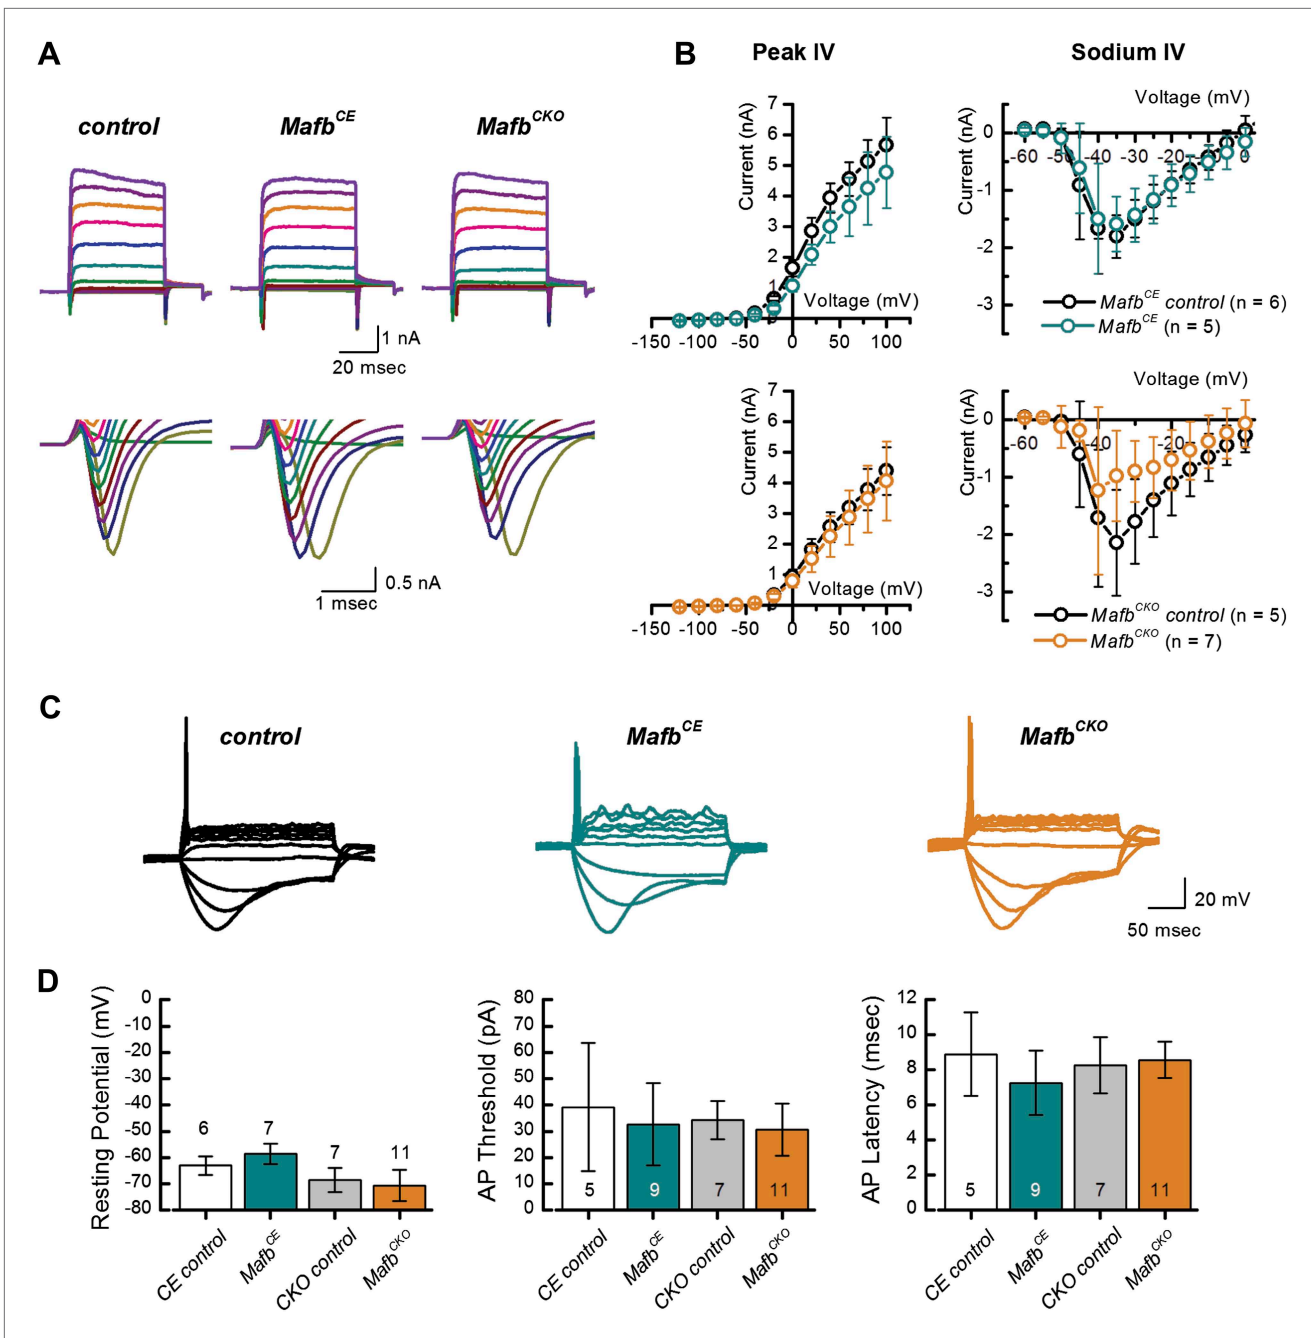 A
control
Mafb^CE
Mafb^CKO
1 nA
20 msec
0.5 nA
1 msec
B
Peak IV
Sodium IV
Current (nA)
7
6
5
4
3
2
1
Voltage (mV)
-150 -100 -50 0 50 100
Voltage (mV)
Current (nA)
0
-1
-2
-3
-60 -50 -40 -30 -20 -10 0
Mafb^CE control (n = 6)
Mafb^CE (n = 5)
Current (nA)
7
6
5
4
3
2
1
Voltage (mV)
-150 -100 -50 0 50 100
Voltage (mV)
Current (nA)
0
-1
-2
-3
-60 -40 -20 0
Mafb^CKO control (n = 5)
Mafb^CKO (n = 7)
C
control
Mafb^CE
Mafb^CKO
20 mV
50 msec
D
Resting Potential (mV)
0
-10
-20
-30
-40
-50
-60
-70
-80
6 7 7 11
CE control Mafb^CE CKO control Mafb^CKO
AP Threshold (pA)
80
70
60
50
40
30
20
10
0
5 9 7 11
CE control Mafb^CE CKO control Mafb^CKO
AP Latency (msec)
12
10
8
6
4
2
0
5 9 7 11
CE control Mafb^CE CKO control Mafb^CKO